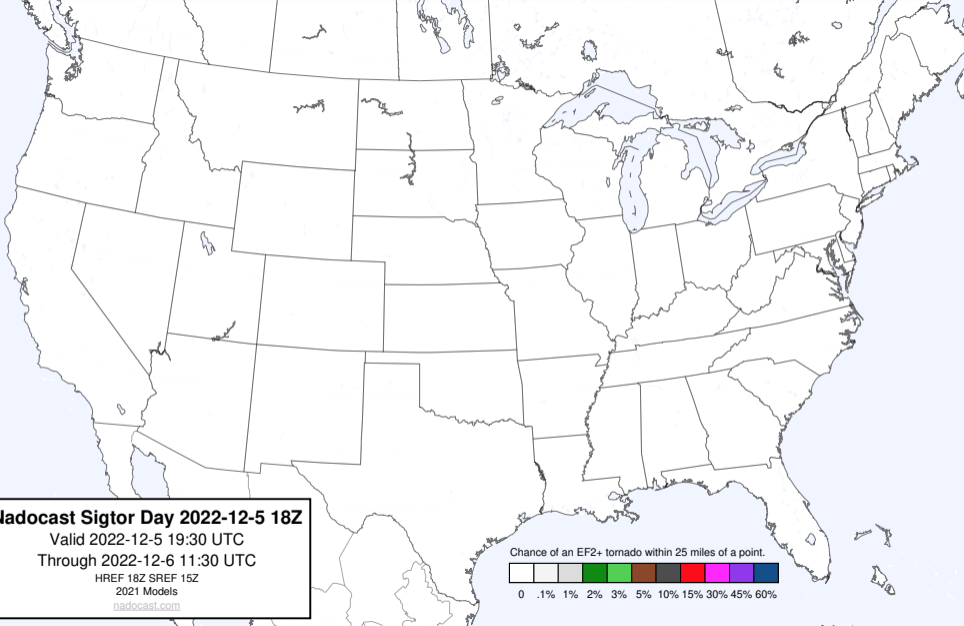 Nadocast Sigtor Day 2022-12-5 18Z
Valid 2022-12-5 19:30 UTC
Through 2022-12-6 11:30 UTC
HREF 18Z SREF 15Z
2021 Models
nadocast.com
Chance of an EF2+ tornado within 25 miles of a point.
0 .1% 1% 2% 3% 5% 10% 15% 30% 45% 60%